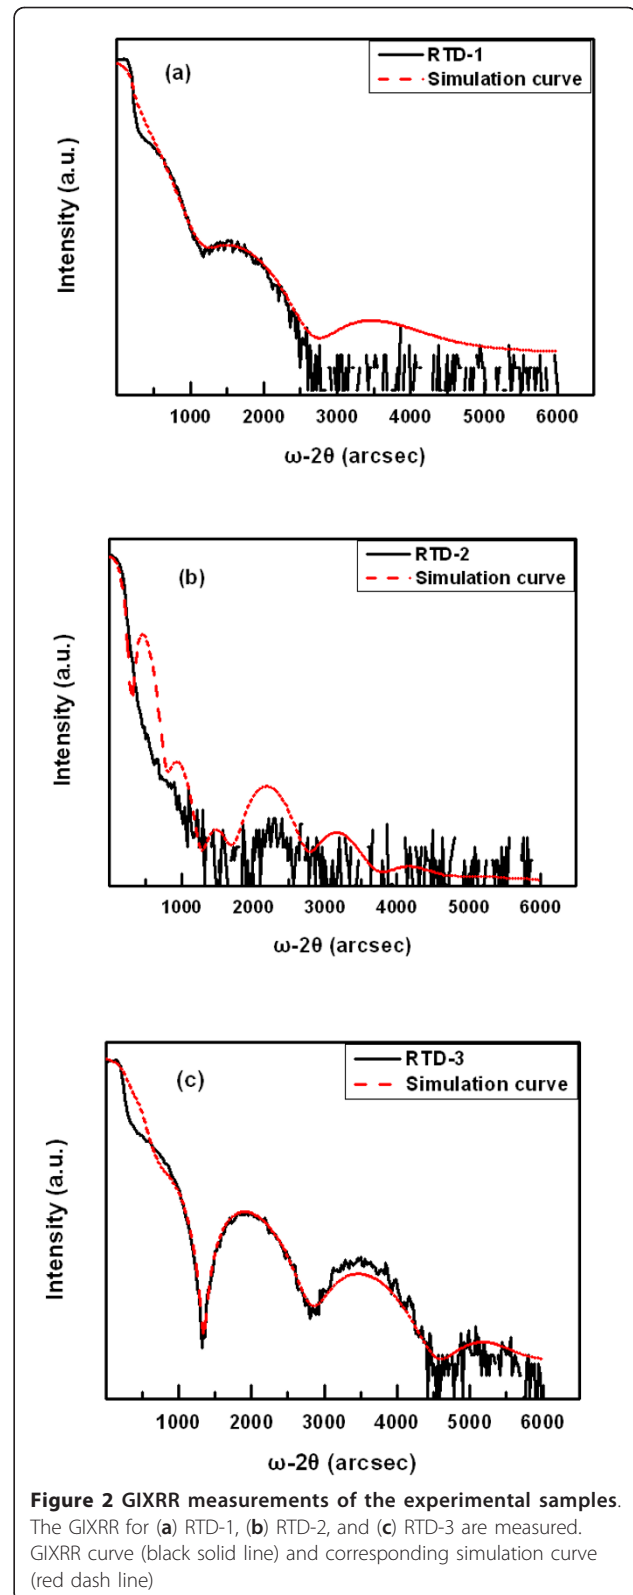 (a)
RTD-1
Simulation curve
Intensity (a.u.)
1000 2000 3000 4000 5000 6000
ω-2θ (arcsec)
(b)
RTD-2
Simulation curve
Intensity (a.u.)
1000 2000 3000 4000 5000 6000
ω-2θ (arcsec)
(c)
RTD-3
Simulation curve
Intensity (a.u.)
1000 2000 3000 4000 5000 6000
ω-2θ (arcsec)
Figure 2 GIXRR measurements of the experimental samples.
The GIXRR for (a) RTD-1, (b) RTD-2, and (c) RTD-3 are measured.
GIXRR curve (black solid line) and corresponding simulation curve
(red dash line)